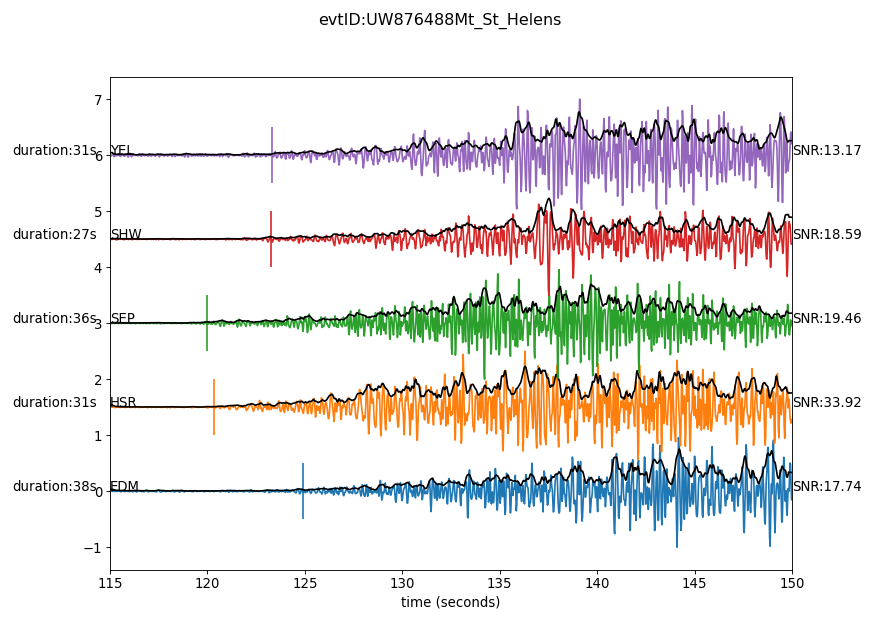 evtID:UW876488Mt_St_Helens
7
duration:31s YEL 6 SNR:13.17
5
duration:27s SHW SNR:18.59
4
duration:36s SEP 3 SNR:19.46
2
duration:31s HSR SNR:33.92
1
duration:38s EDM 0 SNR:17.74
−1
115 120 125 130 135 140 145 150
time (seconds)